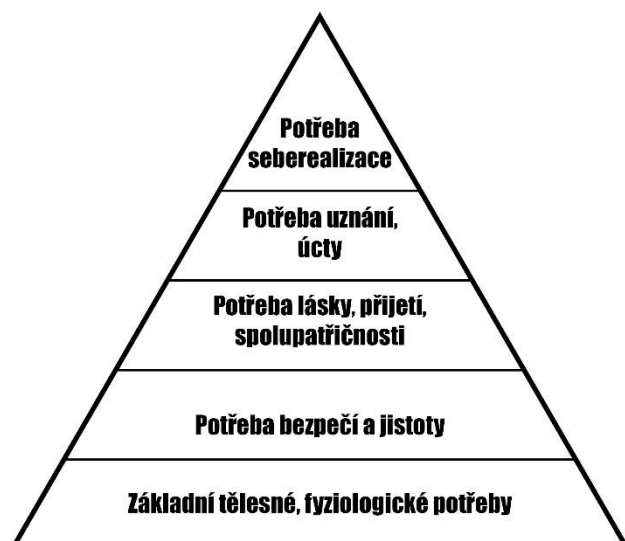 Potřeba
seberealizace
Potřeba uznání,
úcty
Potřeba lásky, přijetí,
spolupatřičnosti
Potřeba bezpečí a jistoty
Základní tělesné, fyziologické potřeby